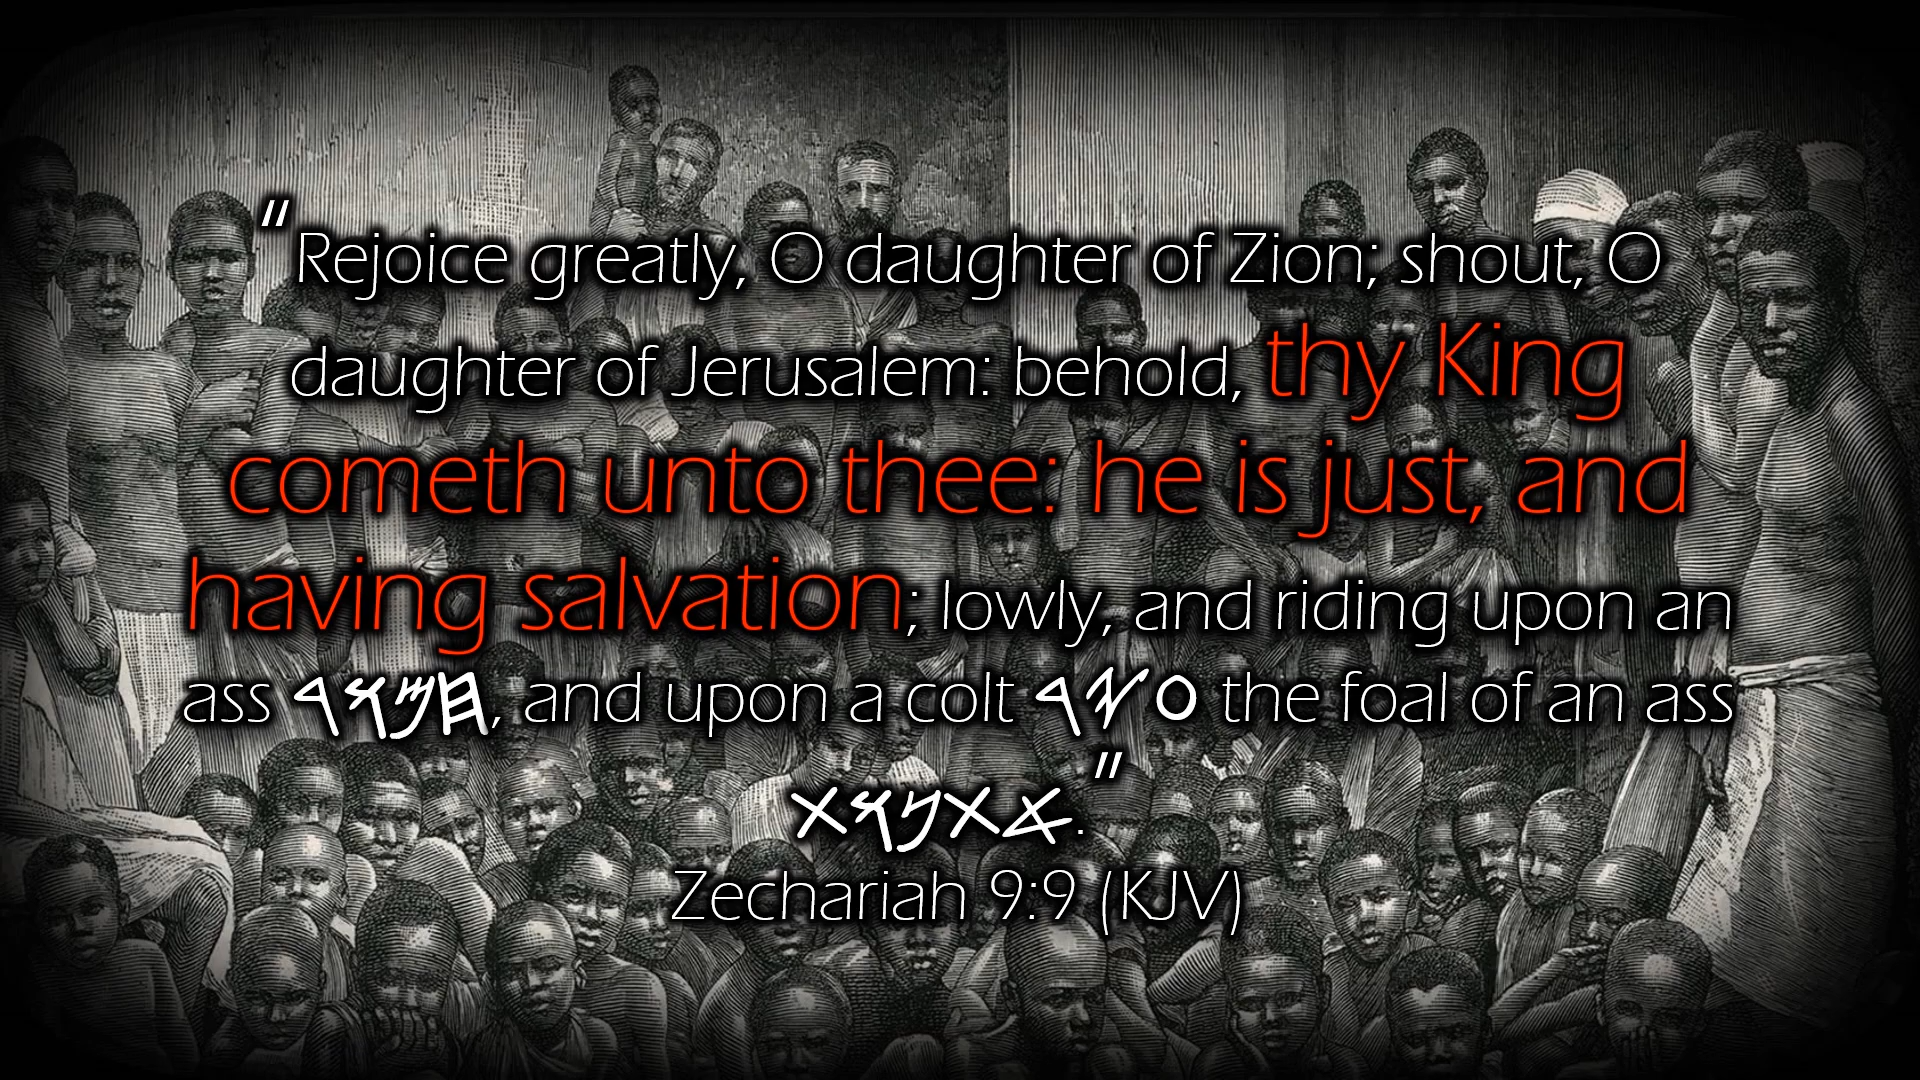 "Rejoice greatly, O daughter of Zion; shout, O
daughter of Jerusalem: behold, thy King
cometh unto thee: he is just, and
having salvation; lowly, and riding upon an
ass 𐤇𐤌𐤅𐤓, and upon a colt 𐤏𐤉𐤓 the foal of an ass
𐤀𐤕𐤍𐤅𐤕."
Zechariah 9:9 (KJV)